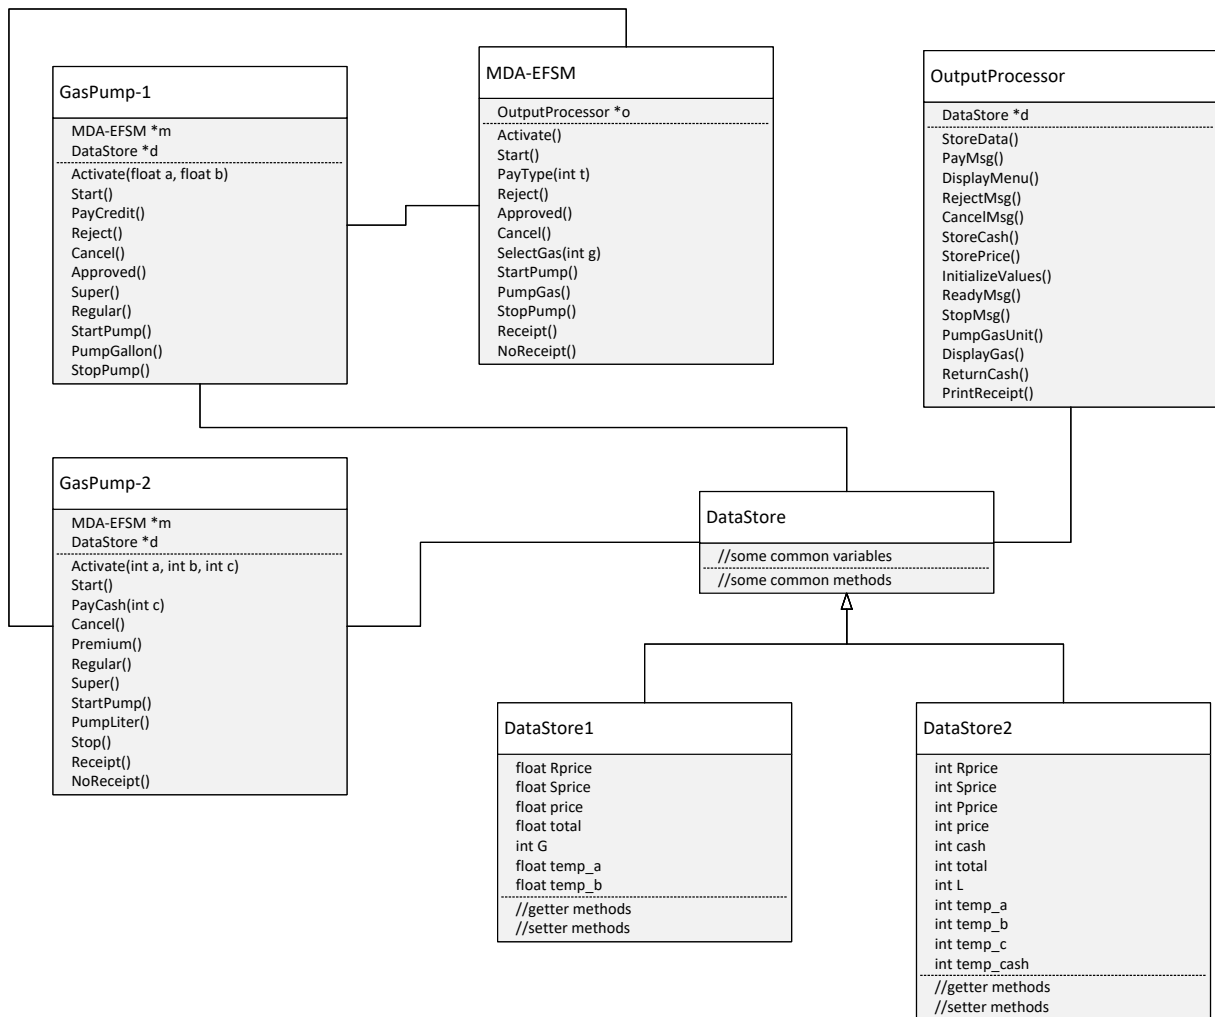 GasPump-1
MDA-EFSM *m
DataStore *d
Activate(float a, float b)
Start()
PayCredit()
Reject()
Cancel()
Approved()
Super()
Regular()
StartPump()
PumpGallon()
StopPump()
MDA-EFSM
OutputProcessor *o
Activate()
Start()
PayType(int t)
Reject()
Approved()
Cancel()
SelectGas(int g)
StartPump()
PumpGas()
StopPump()
Receipt()
NoReceipt()
OutputProcessor
DataStore *d
StoreData()
PayMsg()
DisplayMenu()
RejectMsg()
CancelMsg()
StoreCash()
StorePrice()
InitializeValues()
ReadyMsg()
StopMsg()
PumpGasUnit()
DisplayGas()
ReturnCash()
PrintReceipt()
GasPump-2
MDA-EFSM *m
DataStore *d
Activate(int a, int b, int c)
Start()
PayCash(int c)
Cancel()
Premium()
Regular()
Super()
StartPump()
PumpLiter()
Stop()
Receipt()
NoReceipt()
DataStore
//some common variables
//some common methods
DataStore1
float Rprice
float Sprice
float price
float total
int G
float temp_a
float temp_b
//getter methods
//setter methods
DataStore2
int Rprice
int Sprice
int Pprice
int price
int cash
int total
int L
int temp_a
int temp_b
int temp_c
int temp_cash
//getter methods
//setter methods